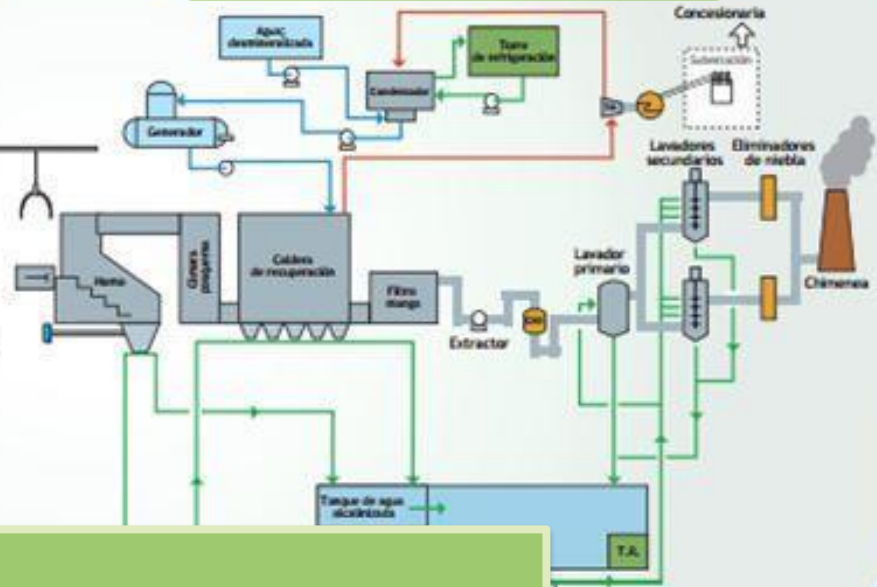 Concesionaria
Subestación
Agua
desmineralizada
Torre
de refrigeración
Condensador
Generador
Lavadores
secundarios
Eliminadores
de niebla
Horno
Cámara
Caldera
de recuperación
Filtro
manga
Extractor
Lavador
primario
Chimenea
Tanque de agua
alcalinizada
T.A.